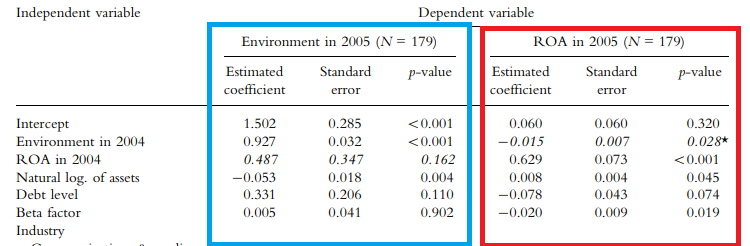 Independent variable Dependent variable
Environment in 2005 (N = 179) ROA in 2005 (N = 179)
Estimated coefficient Standard error p-value Estimated coefficient Standard error p-value
Intercept 1.502 0.285 <0.001 0.060 0.060 0.320
Environment in 2004 0.927 0.032 <0.001 −0.015 0.007 0.028★
ROA in 2004 0.487 0.347 0.162 0.629 0.073 <0.001
Natural log. of assets −0.053 0.018 0.004 0.008 0.004 0.045
Debt level 0.331 0.206 0.110 −0.078 0.043 0.074
Beta factor 0.005 0.041 0.902 −0.020 0.009 0.019
Industry